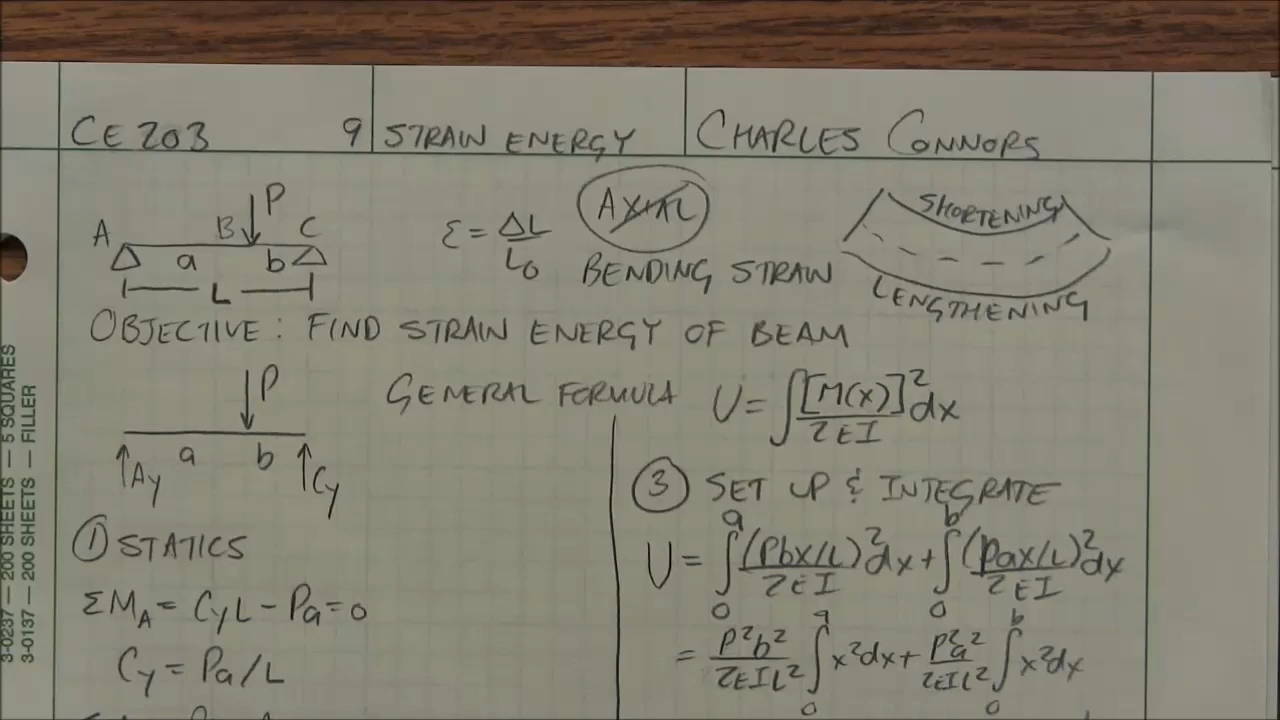 CE 203 9 STRAIN ENERGY CHARLES CONNORS
A B P C
a b
L
ε = ΔL/L₀
AXIAL
BENDING STRAIN
SHORTENING
LENGTHENING
OBJECTIVE: FIND STRAIN ENERGY OF BEAM
P
a b
Ay Cy
GENERAL FORMULA U = ∫ [M(x)]²/2EI dx
① STATICS
ΣM_A = CyL - Pa = 0
Cy = Pa/L
③ SET UP & INTEGRATE
U = ∫₀ᵃ (Pbx/L)²/2EI dx + ∫₀ᵇ (Pax/L)²/2EI dx
= P²b²/2EIL² ∫₀ᵃ x²dx + P²a²/2EIL² ∫₀ᵇ x²dx
3-0237 — 200 SHEETS — 5 SQUARES
3-0137 — 200 SHEETS — FILLER